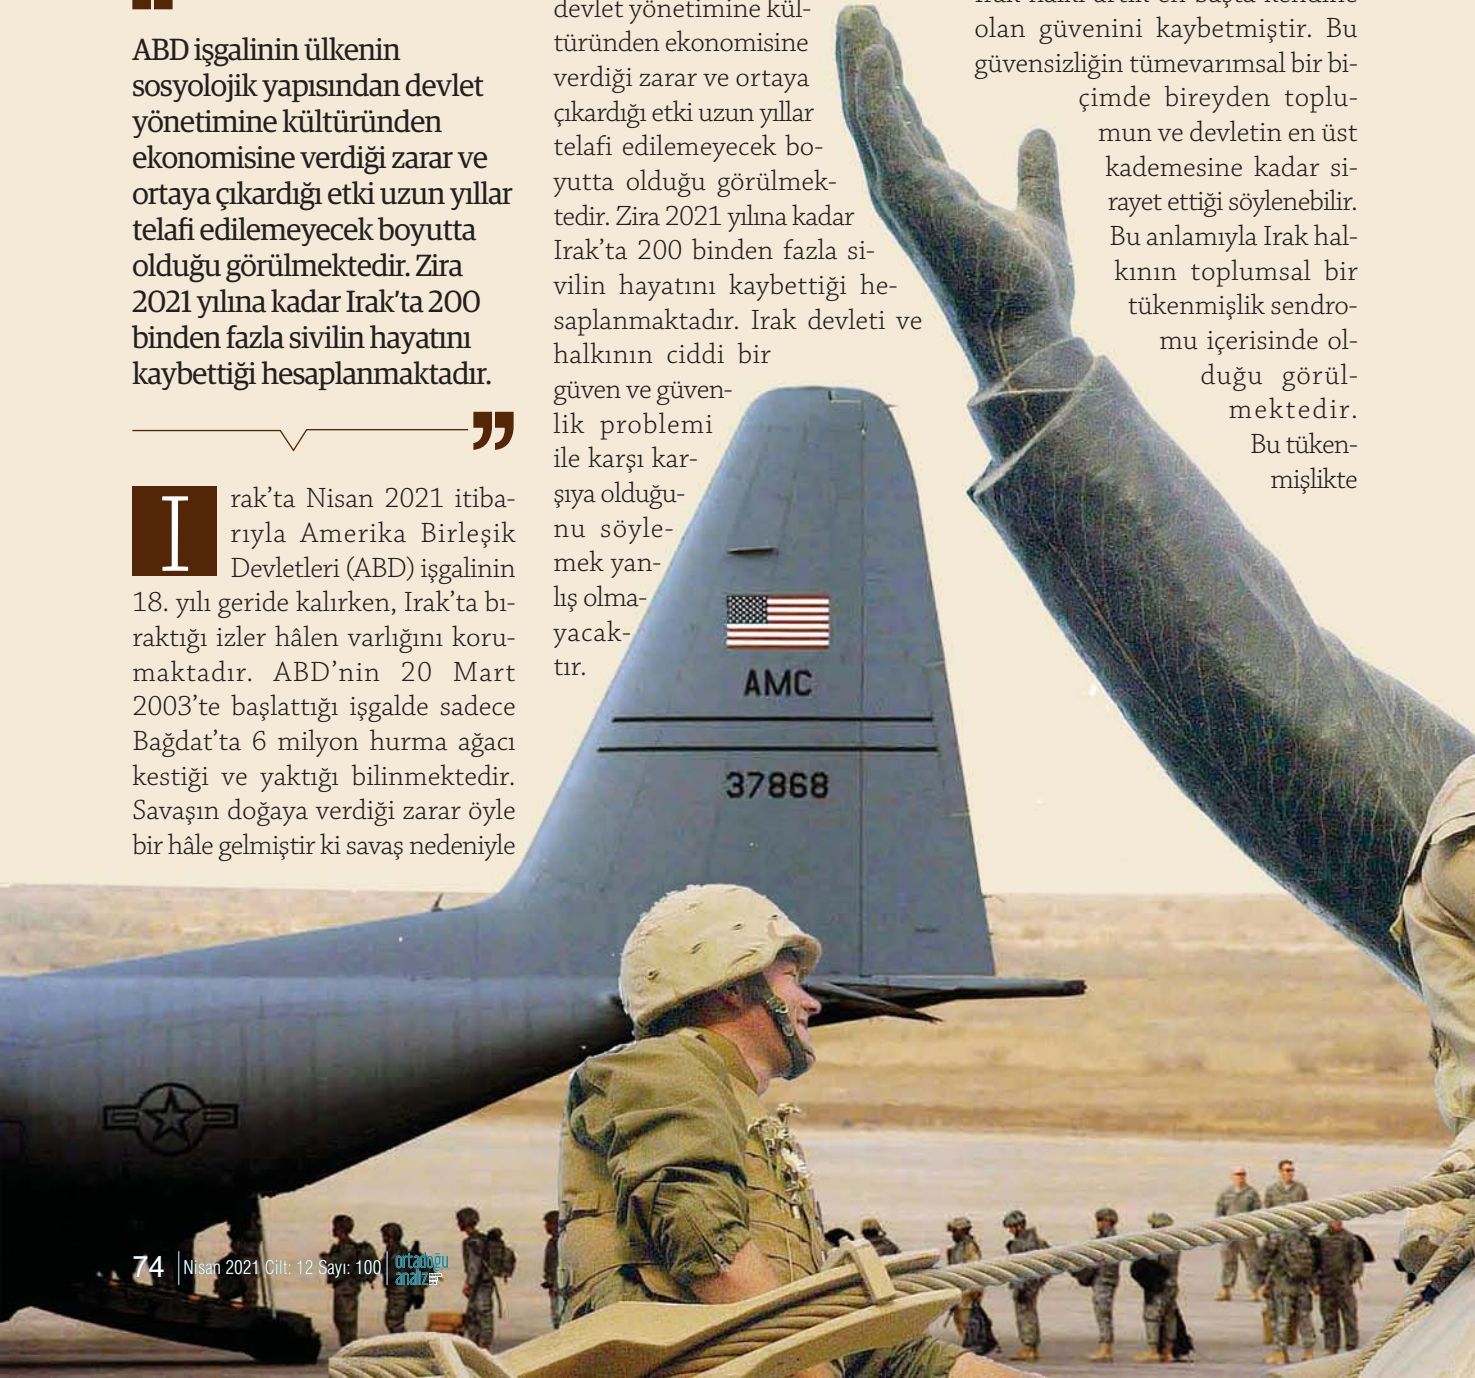 ABD işgalinin ülkenin
sosyolojik yapısından devlet
yönetimine kültüründen
ekonomisine verdiği zarar ve
ortaya çıkardığı etki uzun yıllar
telafi edilemeyecek boyutta
olduğu görülmektedir. Zira
2021 yılına kadar Irak'ta 200
binden fazla sivilin hayatını
kaybettiği hesaplanmaktadır.
”
Irak’ta Nisan 2021 itiba-
rıyla Amerika Birleşik
Devletleri (ABD) işgalinin
18. yılı geride kalırken, Irak’ta bı-
raktığı izler hâlen varlığını koru-
maktadır. ABD’nin 20 Mart
2003’te başlattığı işgalde sadece
Bağdat’ta 6 milyon hurma ağacı
kestiği ve yaktığı bilinmektedir.
Savaşın doğaya verdiği zarar öyle
bir hâle gelmiştir ki savaş nedeniyle
devlet yönetimine kül-
türünden ekonomisine
verdiği zarar ve ortaya
çıkardığı etki uzun yıllar
telafi edilemeyecek bo-
yutta olduğu görülmek-
tedir. Zira 2021 yılına kadar
Irak’ta 200 binden fazla si-
vilin hayatını kaybettiği he-
saplanmaktadır. Irak devleti ve
halkının ciddi bir
güven ve güven-
lik problemi
ile karşı kar-
şıya olduğu-
nu söyle-
mek yan-
lış olma-
yacak-
tır.
olan güvenini kaybetmiştir. Bu
güvensizliğin tümevarımsal bir bi-
çimde bireyden toplu-
mun ve devletin en üst
kademesine kadar si-
rayet ettiği söylenebilir.
Bu anlamıyla Irak hal-
kının toplumsal bir
tükenmişlik sendro-
mu içerisinde ol-
duğu görül-
mektedir.
Bu tüken-
mişlikte
AMC
37868
74 | Nisan 2021 Cilt: 12 Sayı: 100 | ortadoğu
analiz